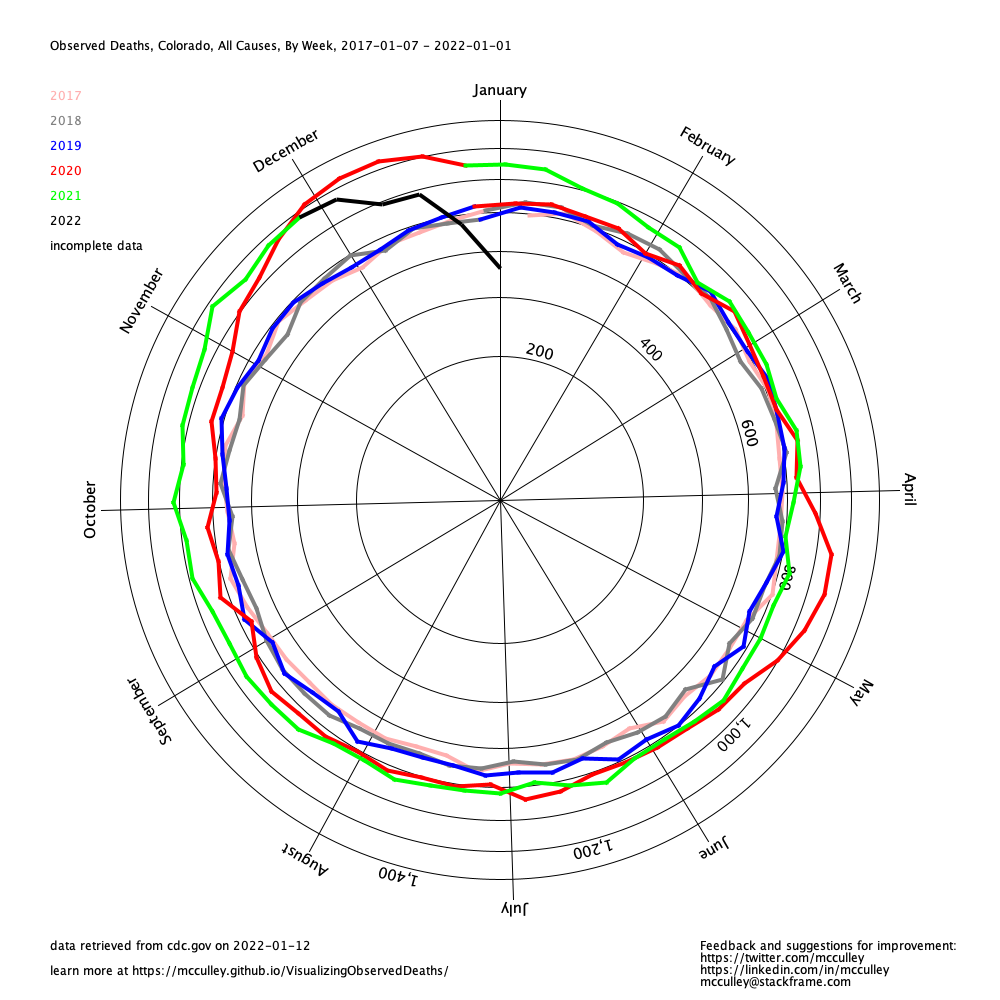 Observed Deaths, Colorado, All Causes, By Week, 2017-01-07 - 2022-01-01
January
2017
2018
2019
2020
2021
2022
incomplete data
December
February
November
March
200
400
600
October
April
800
September
May
1,000
1,200
June
August
1,400
July
data retrieved from cdc.gov on 2022-01-12
learn more at https://mcculley.github.io/VisualizingObservedDeaths/
Feedback and suggestions for improvement:
https://twitter.com/mcculley
https://linkedin.com/in/mcculley
mcculley@stackframe.com